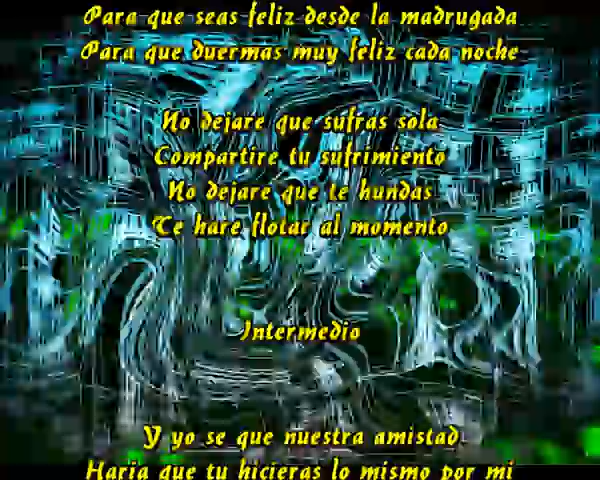 Para que seas feliz desde la madrugada
Para que duermas muy feliz cada noche
No dejare que sufras sola
Compartire tu sufrimiento
No dejare que te hundas
Te hare flotar al momento
Intermedio
Y yo se que nuestra amistad
Haria que tu hicieras lo mismo por mi